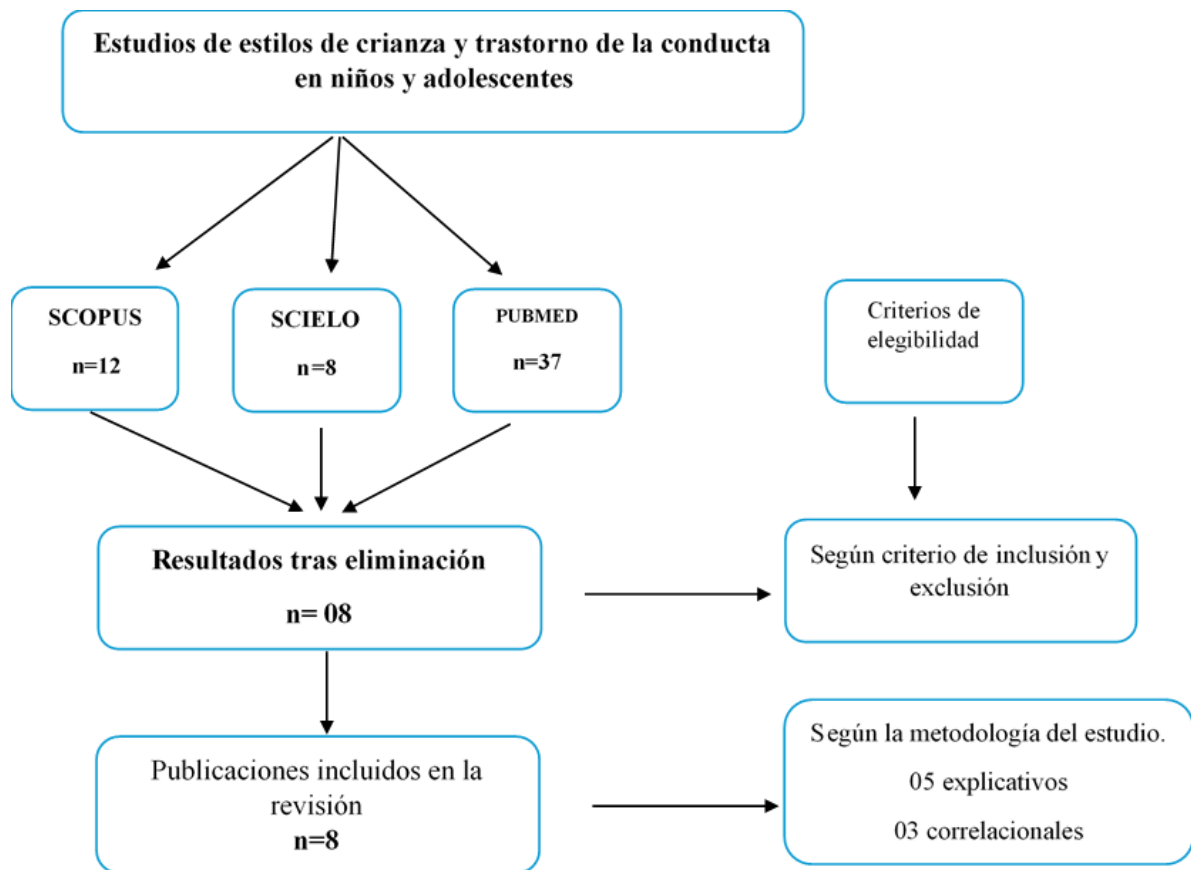 Estudios de estilos de crianza y trastorno de la conducta
en niños y adolescentes
SCOPUS
n=12
SCIELO
n=8
PUBMED
n=37
Criterios de
elegibilidad
Resultados tras eliminación
n= 08
Según criterio de inclusión y
exclusión
Publicaciones incluidos en la
revisión
n=8
Según la metodología del estudio.
05 explicativos
03 correlacionales